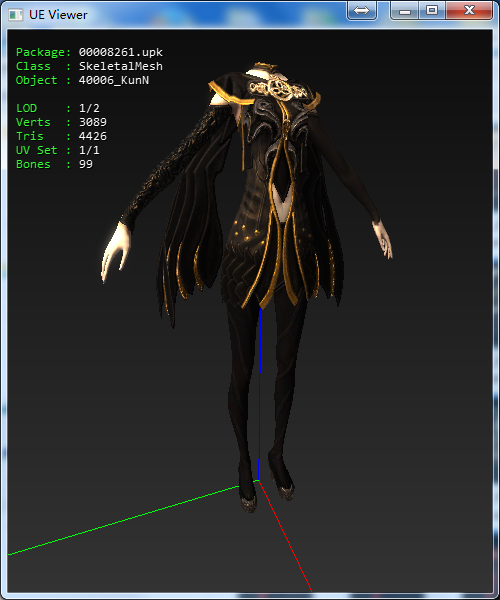 UE Viewer
Package: 00008261.upk
Class : SkeletalMesh
Object : 40006_KunN
LOD : 1/2
Verts : 3089
Tris : 4426
UV Set : 1/1
Bones : 99